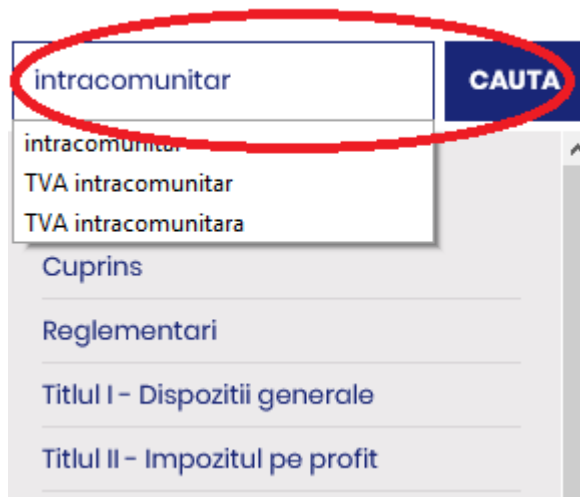 intracomunitar CAUTA
intracomunitar
TVA intracomunitar
TVA intracomunitara
Cuprins
Reglementari
Titlul I - Dispozitii generale
Titlul II - Impozitul pe profit